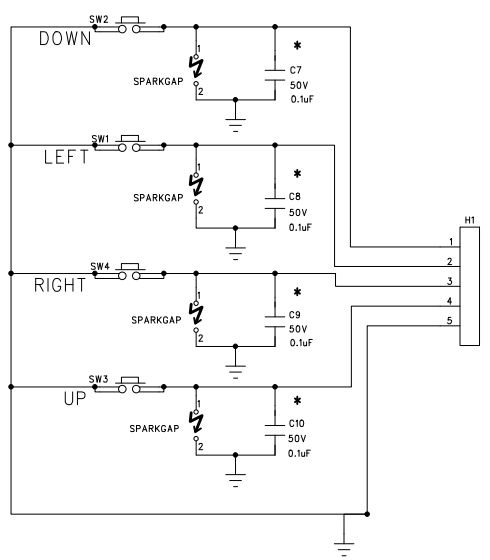 SW2
DOWN
1
*
C7
SPARKGAP
50V
2
0.1uF
SW1
LEFT
1
*
SPARKGAP
C8
2
50V
0.1uF
H1
1
2
3
4
5
SW4
RIGHT
1
*
SPARKGAP
C9
2
50V
0.1uF
SW3
UP
1
*
SPARKGAP
C10
2
50V
0.1uF